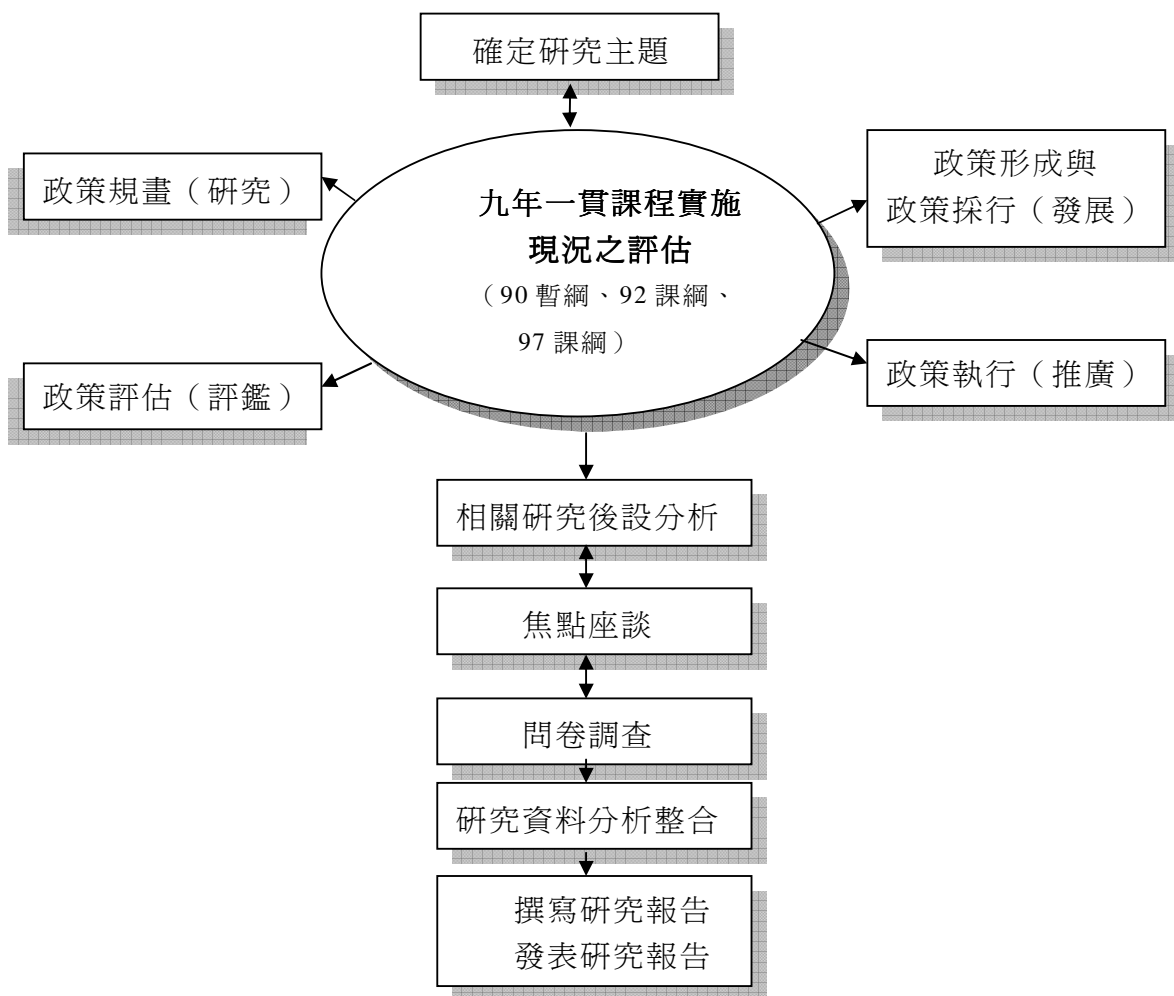 確定研究主題
政策規畫（研究）
政策形成與
政策採行（發展）
九年一貫課程實施
現況之評估
（90 暫綱、92 課綱、
97 課綱）
政策評估（評鑑）
政策執行（推廣）
相關研究後設分析
焦點座談
問卷調查
研究資料分析整合
撰寫研究報告
發表研究報告